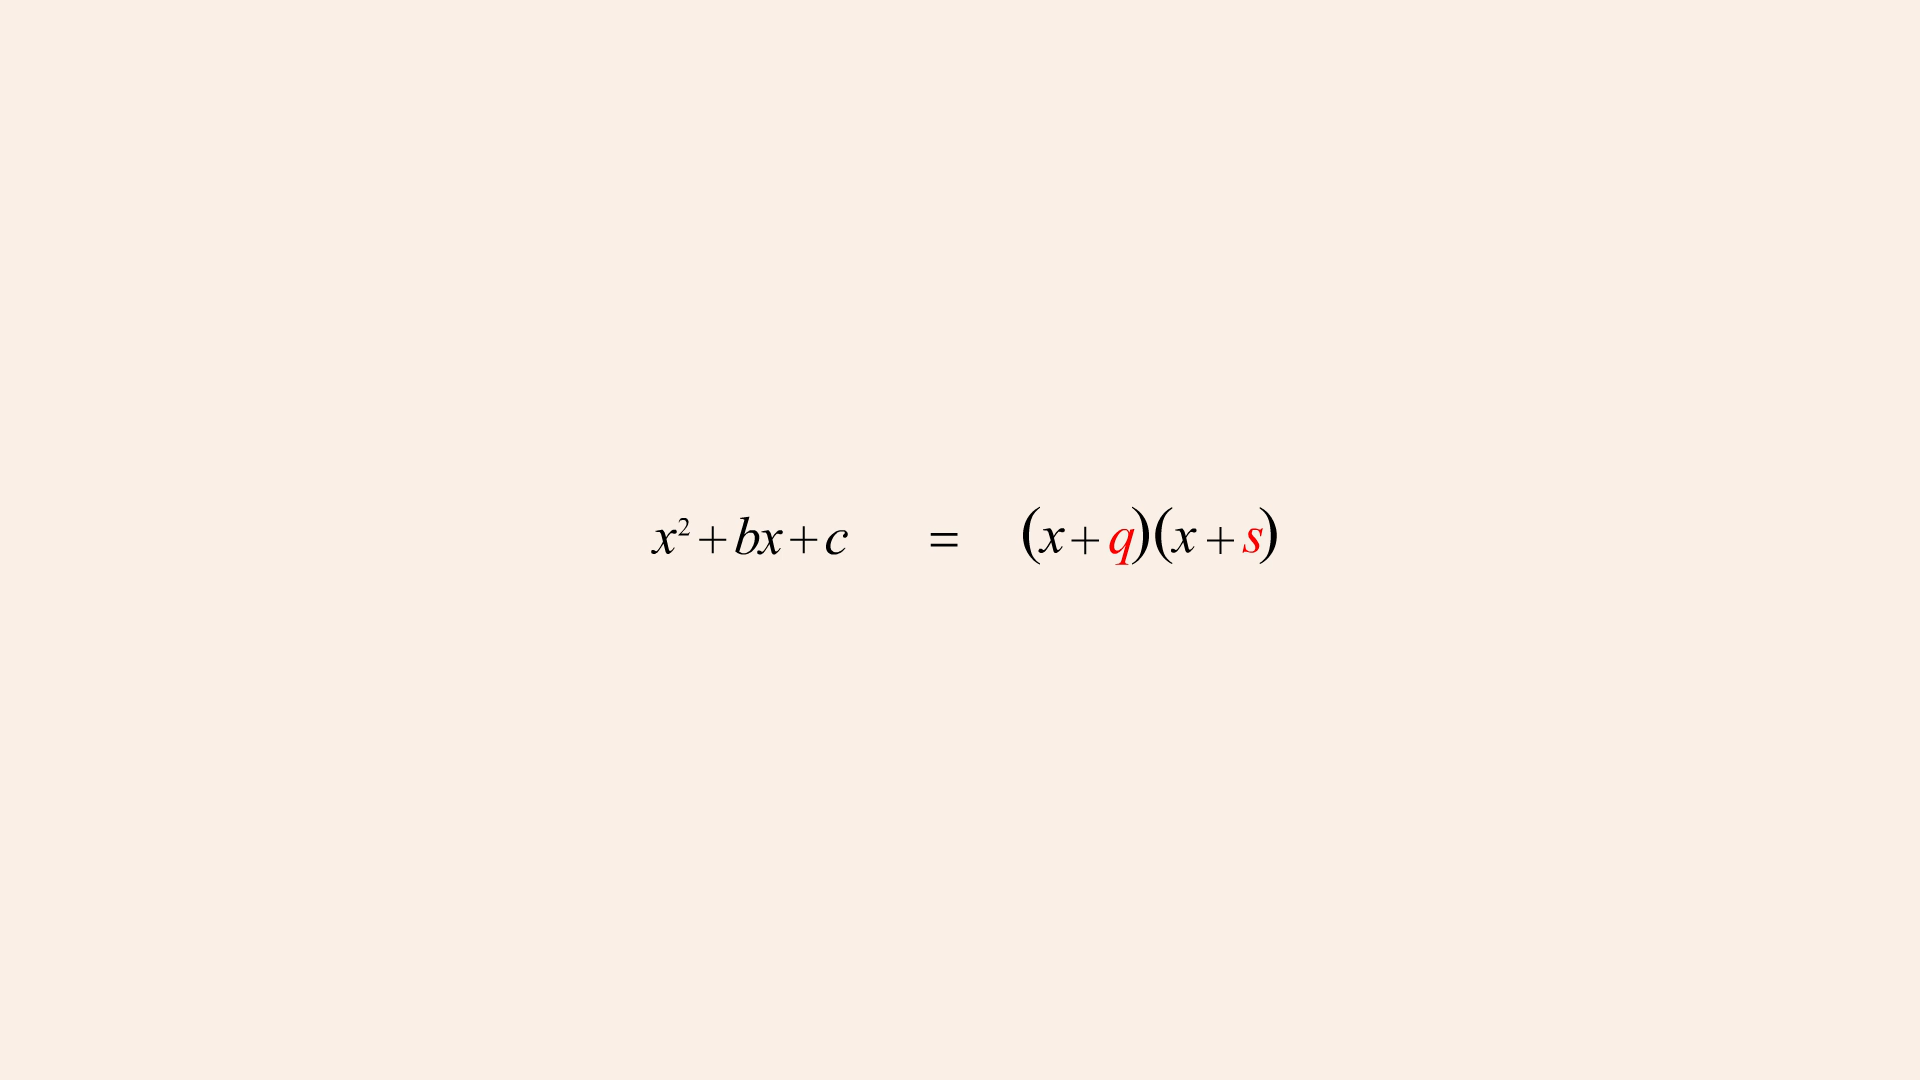 x² + bx + c = (x + q)(x + s)